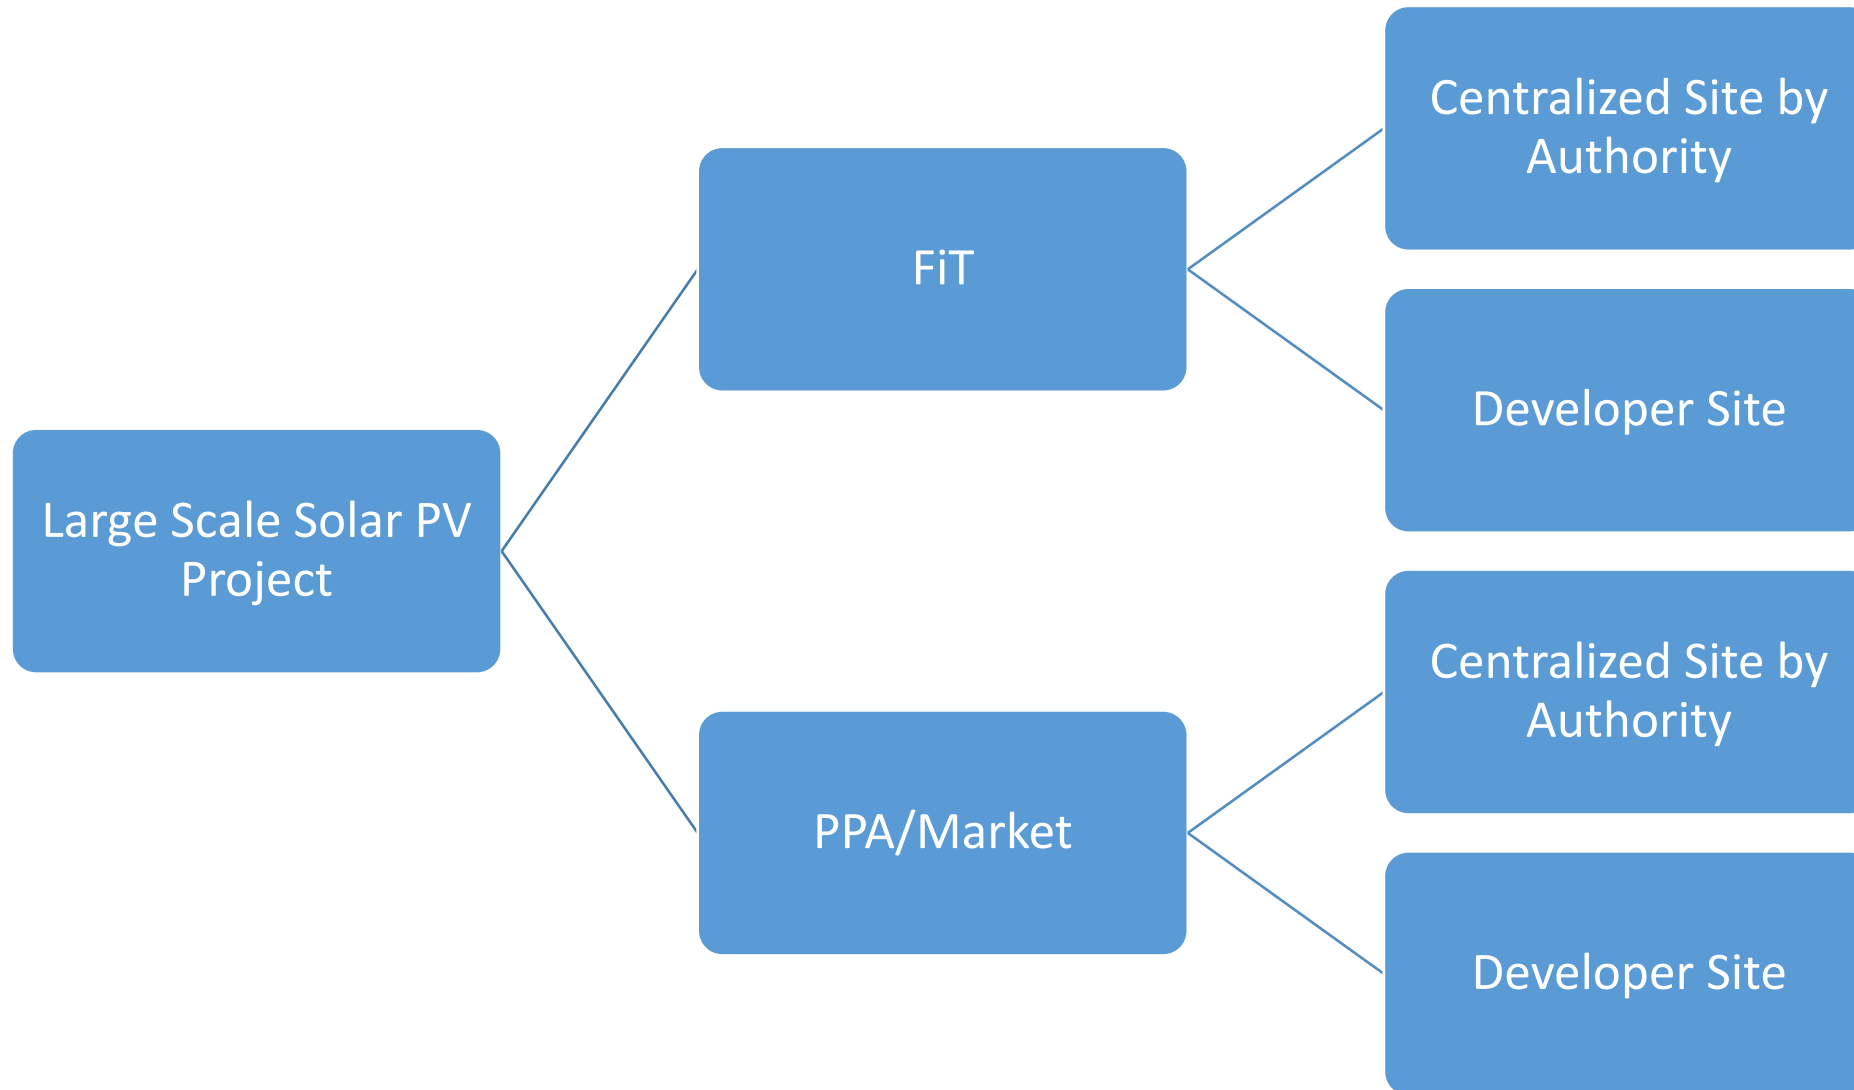 Large Scale Solar PV
Project
FiT
Centralized Site by
Authority
Developer Site
PPA/Market
Centralized Site by
Authority
Developer Site